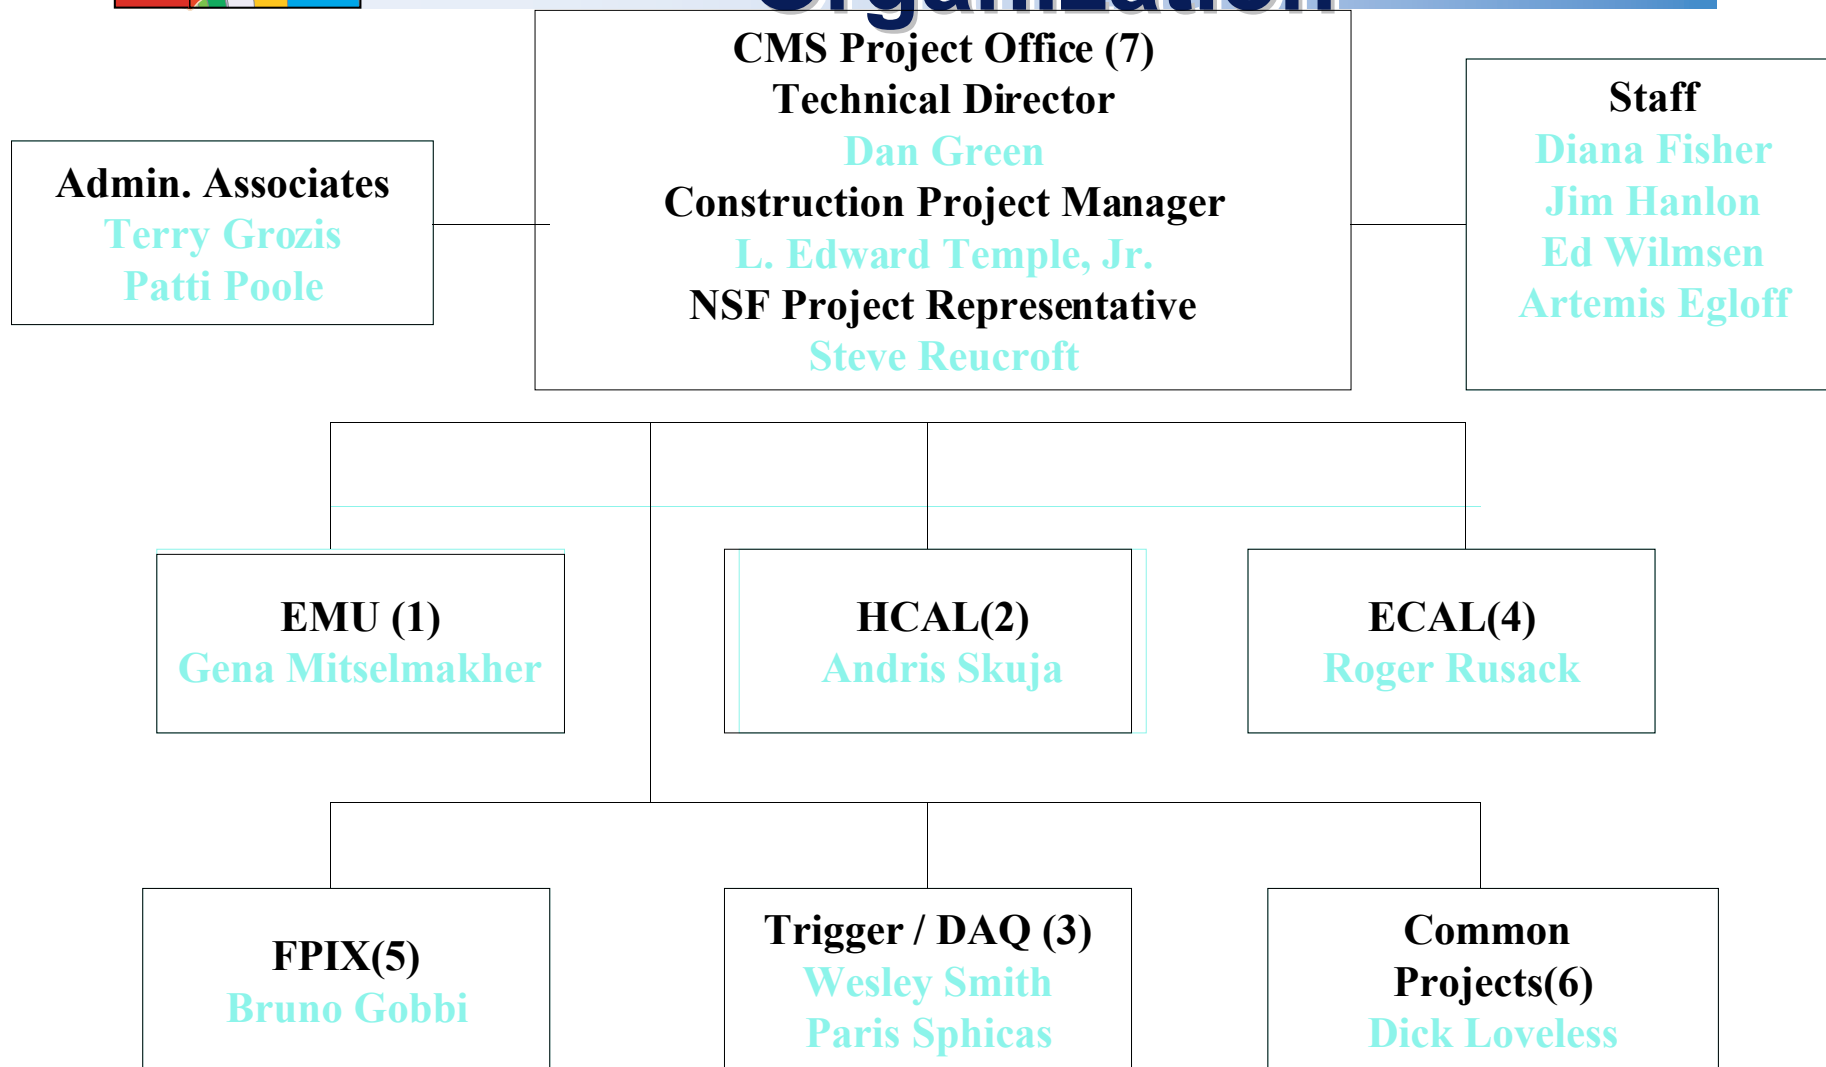 Organization
CMS Project Office (7)
Technical Director
Dan Green
Construction Project Manager
L. Edward Temple, Jr.
NSF Project Representative
Steve Reucroft
Admin. Associates
Terry Grozis
Patti Poole
Staff
Diana Fisher
Jim Hanlon
Ed Wilmsen
Artemis Egloff
EMU (1)
Gena Mitselmakher
HCAL(2)
Andris Skuja
ECAL(4)
Roger Rusack
FPIX(5)
Bruno Gobbi
Trigger / DAQ (3)
Wesley Smith
Paris Sphicas
Common
Projects(6)
Dick Loveless